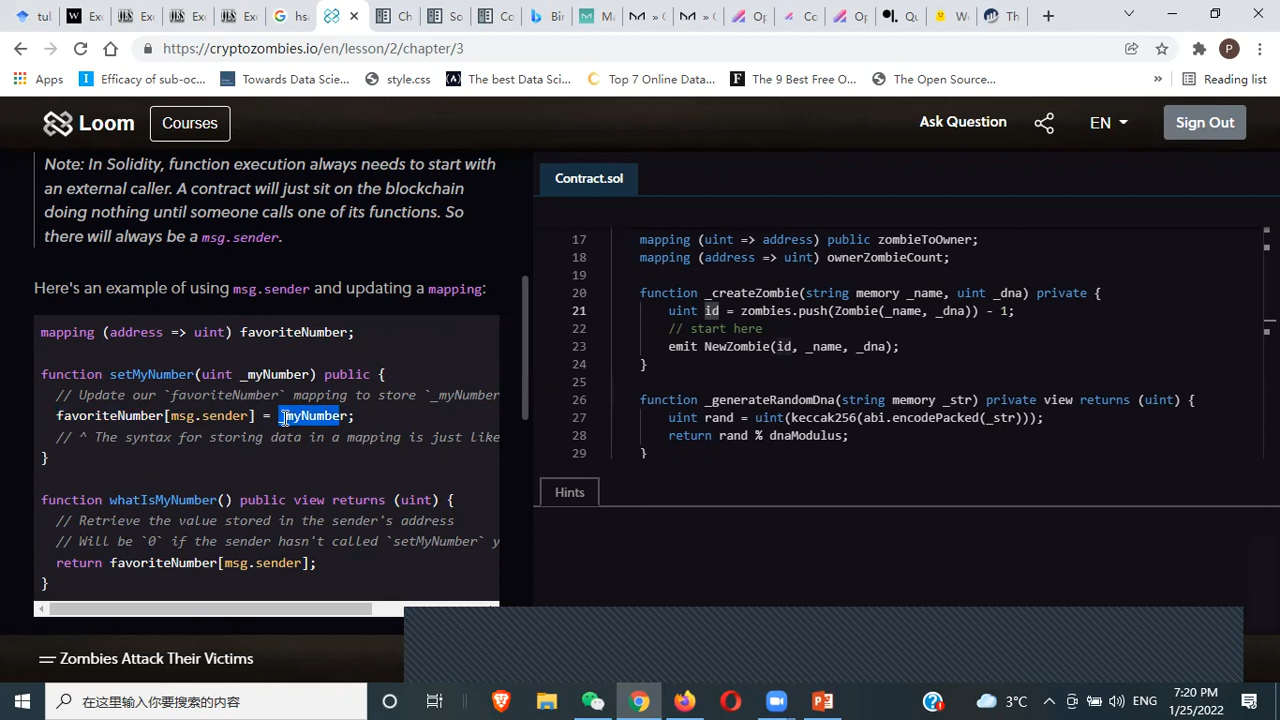 tul
Exc
Exe
Exe
Exe
hs
Ch
So
Co
Bir
Ma
» C
» C
Op
Co
Op
Qu
We
Th
https://cryptozombies.io/en/lesson/2/chapter/3
P
Apps
Efficacy of sub-oc...
Towards Data Scien...
style.css
The best Data Sci...
Top 7 Online Data...
The 9 Best Free O...
The Open Source...
»
Reading list
Loom
Courses
Ask Question
EN
Sign Out
Note: In Solidity, function execution always needs to start with
an external caller. A contract will just sit on the blockchain
doing nothing until someone calls one of its functions. So
there will always be a msg.sender.
Here's an example of using msg.sender and updating a mapping:
mapping (address => uint) favoriteNumber;
function setMyNumber(uint _myNumber) public {
// Update our `favoriteNumber` mapping to store `_myNumber
favoriteNumber[msg.sender] = _myNumber;
// ^ The syntax for storing data in a mapping is just like
}
function whatIsMyNumber() public view returns (uint) {
// Retrieve the value stored in the sender's address
// Will be `0` if the sender hasn't called `setMyNumber` y
return favoriteNumber[msg.sender];
}
Zombies Attack Their Victims
Contract.sol
17 mapping (uint => address) public zombieToOwner;
18 mapping (address => uint) ownerZombieCount;
19
20 function _createZombie(string memory _name, uint _dna) private {
21 uint id = zombies.push(Zombie(_name, _dna)) - 1;
22 // start here
23 emit NewZombie(id, _name, _dna);
24 }
25
26 function _generateRandomDna(string memory _str) private view returns (uint) {
27 uint rand = uint(keccak256(abi.encodePacked(_str)));
28 return rand % dnaModulus;
29 }
Hints
在这里输入你要搜索的内容
3°C
ENG
7:20 PM
1/25/2022